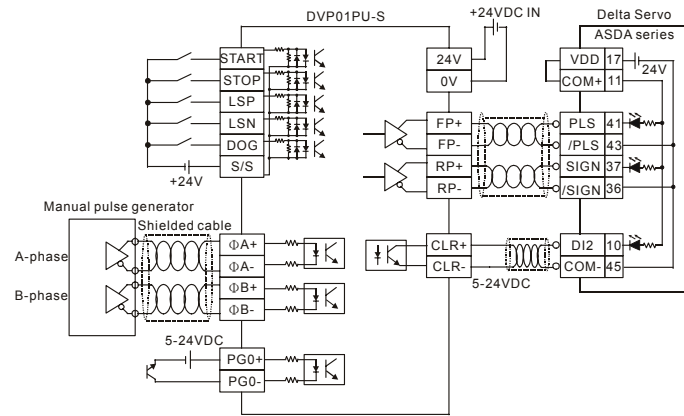 DVP01PU-S
+24VDC IN
Delta Servo
ASDA series
START
STOP
LSP
LSN
DOG
S/S
+24V
24V
0V
VDD 17
24V
COM+ 11
FP+
FP-
RP+
RP-
PLS 41
/PLS 43
SIGN 37
/SIGN 36
Manual pulse generator
Shielded cable
A-phase
B-phase
ΦA+
ΦA-
ΦB+
ΦB-
CLR+
CLR-
5-24VDC
DI2 10
COM- 45
5-24VDC
PG0+
PG0-